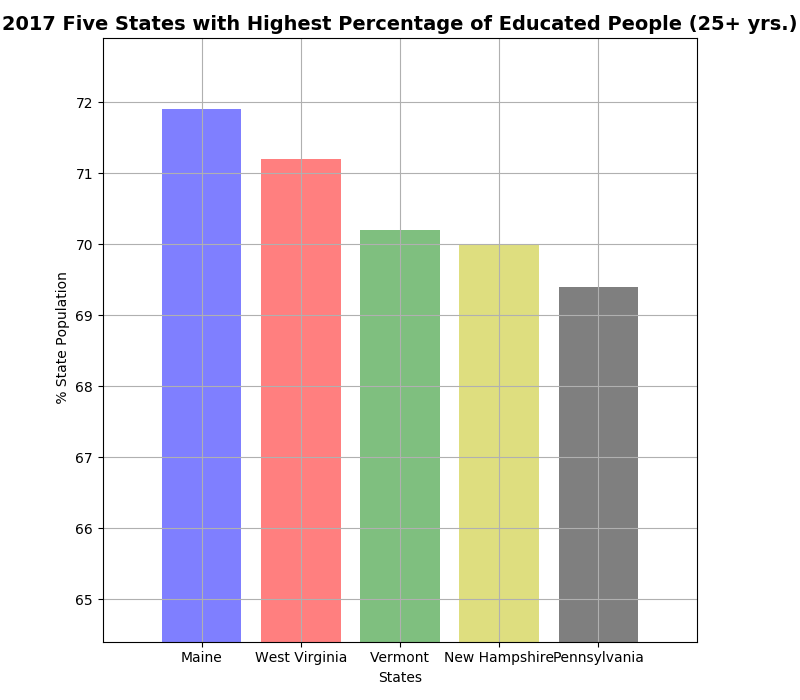 2017 Five States with Highest Percentage of Educated People (25+ yrs.)
% State Population
72
71
70
69
68
67
66
65
Maine West Virginia Vermont New Hampshire Pennsylvania
States